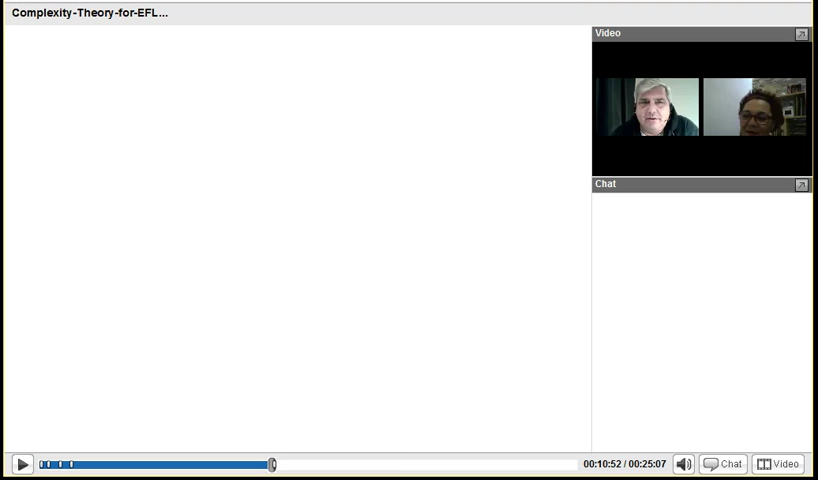 Complexity-Theory-for-EFL...
Video
Chat
00:10:52 / 00:25:07
Chat
Video